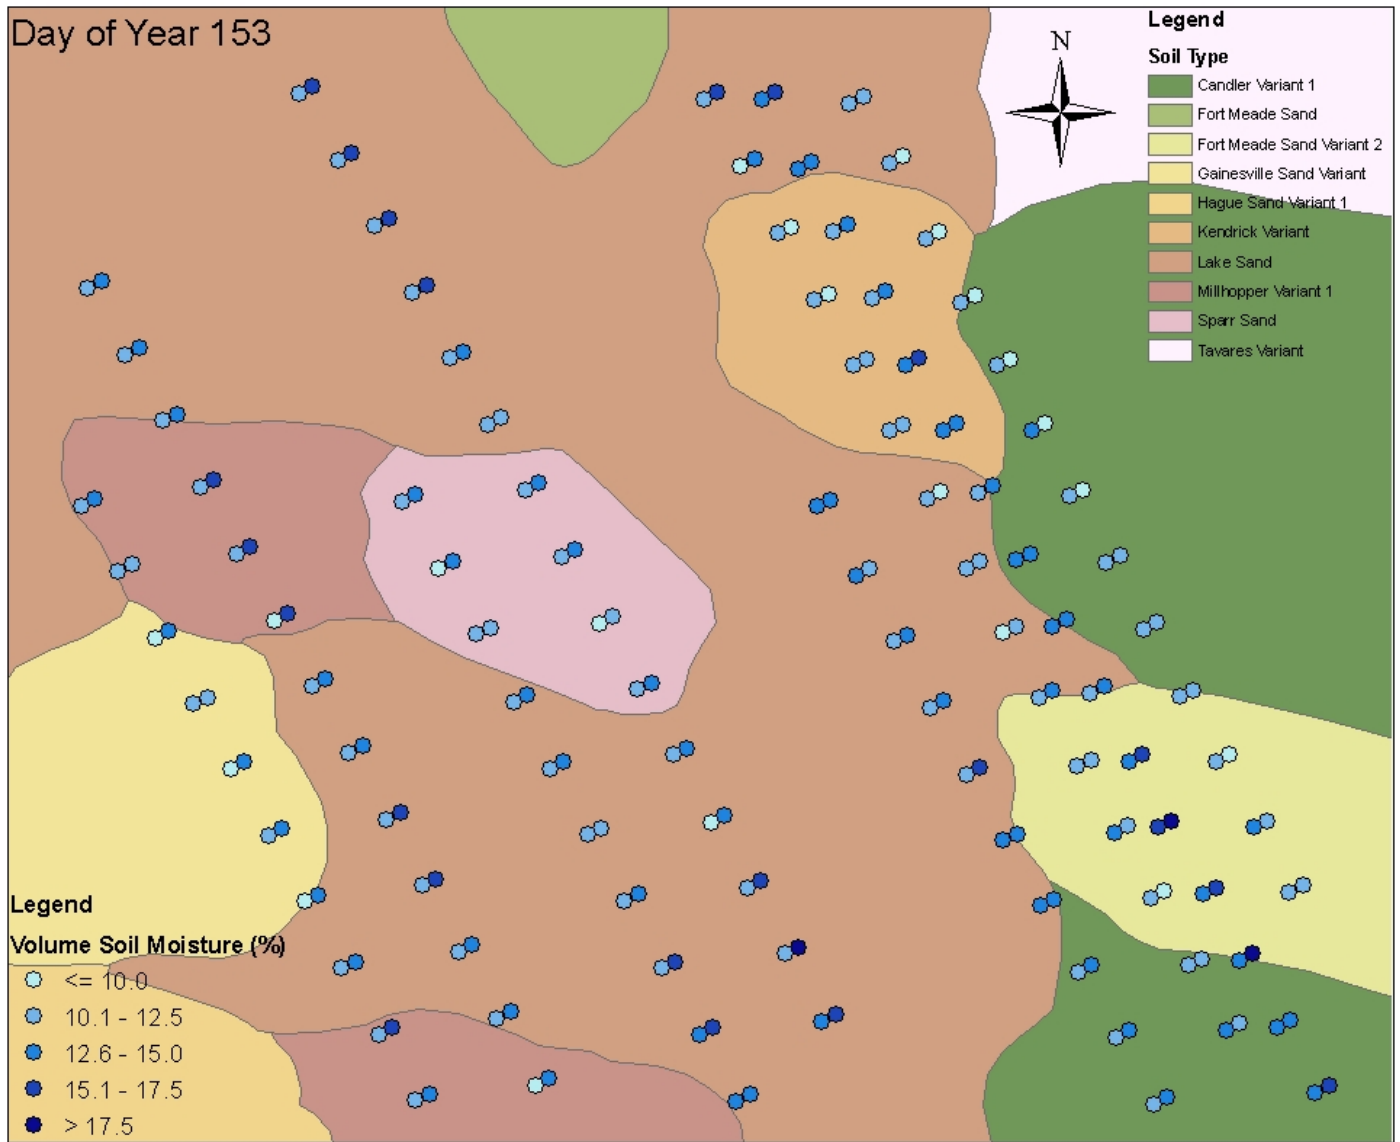 Day of Year 153
N
Legend
Soil Type
Candler Variant 1
Fort Meade Sand
Fort Meade Sand Variant 2
Gainesville Sand Variant
Hague Sand Variant 1
Kendrick Variant
Lake Sand
Millhopper Variant 1
Sparr Sand
Tavares Variant
Legend
Volume Soil Moisture (%)
<= 10.0
10.1 - 12.5
12.6 - 15.0
15.1 - 17.5
> 17.5